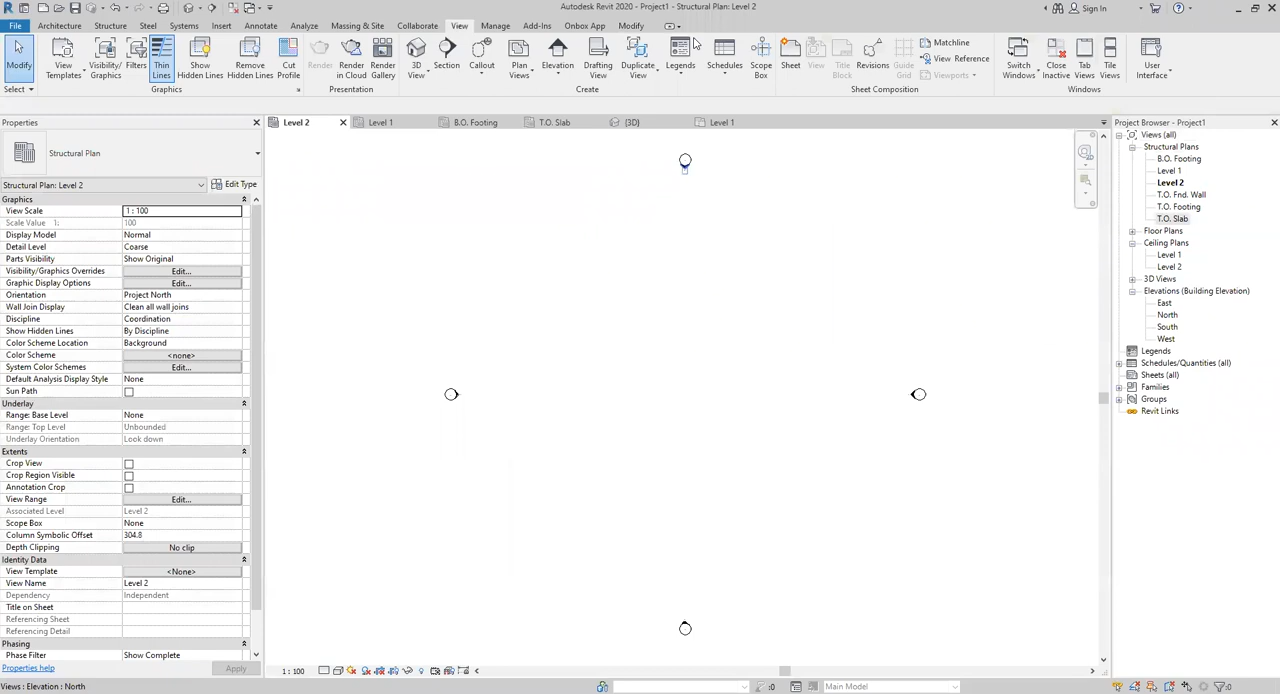 Autodesk Revit 2020 - Project1 - Structural Plan: Level 2
Sign In
File Architecture Structure Steel Systems Insert Annotate Analyze Massing & Site Collaborate View Manage Add-Ins Onbox App Modify
Modify
View Templates
Visibility/ Graphics
Filters
Thin Lines
Show Hidden Lines
Remove Hidden Lines
Cut Profile
Render
Render in Cloud
Render Gallery
3D View
Section
Callout
Plan Views
Elevation
Drafting View
Duplicate View
Legends
Schedules
Scope Box
Sheet
View
Title Block
Revisions
Guide Grid
Matchline
View Reference
Viewports
Switch Windows
Close Inactive
Tab Views
Tile Views
User Interface
Select
Graphics
Presentation
Create
Sheet Composition
Windows
Properties
Level 2
Level 1
B.O. Footing
T.O. Slab
{3D}
Level 1
Project Browser - Project1
Structural Plan
Structural Plan: Level 2
Edit Type
Graphics
View Scale 1 : 100
Scale Value 1: 100
Display Model Normal
Detail Level Coarse
Parts Visibility Show Original
Visibility/Graphics Overrides Edit...
Graphic Display Options Edit...
Orientation Project North
Wall Join Display Clean all wall joins
Discipline Coordination
Show Hidden Lines By Discipline
Color Scheme Location Background
Color Scheme <none>
System Color Schemes Edit...
Default Analysis Display Style None
Sun Path
Underlay
Range: Base Level None
Range: Top Level Unbounded
Underlay Orientation Look down
Extents
Crop View
Crop Region Visible
Annotation Crop
View Range Edit...
Associated Level Level 2
Scope Box None
Column Symbolic Offset 304.8
Depth Clipping No clip
Identity Data
View Template <None>
View Name Level 2
Dependency Independent
Title on Sheet
Referencing Sheet
Referencing Detail
Phasing
Phase Filter Show Complete
Properties help
Apply
Views (all)
Structural Plans
B.O. Footing
Level 1
Level 2
T.O. Fnd. Wall
T.O. Footing
T.O. Slab
Floor Plans
Ceiling Plans
Level 1
Level 2
3D Views
Elevations (Building Elevation)
East
North
South
West
Legends
Schedules/Quantities (all)
Sheets (all)
Families
Groups
Revit Links
1 : 100
Views : Elevation : North
:0
Main Model
:0